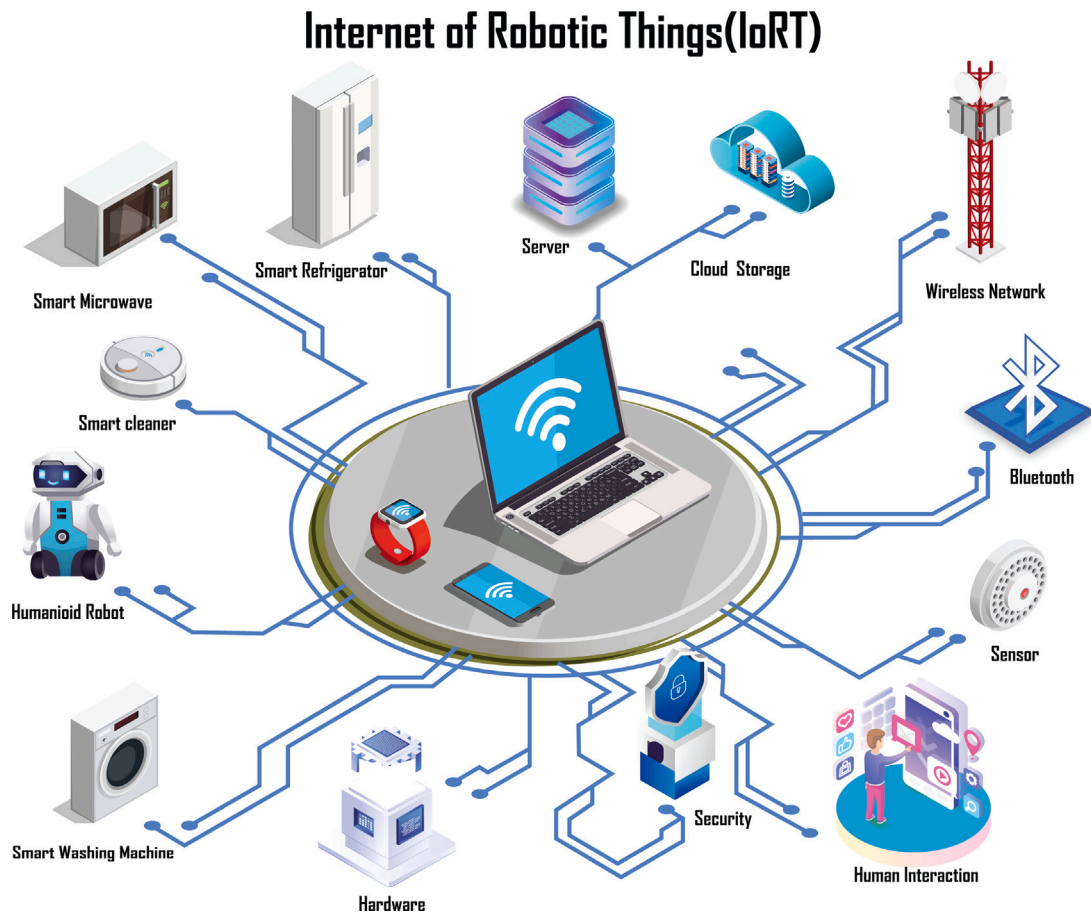 Internet of Robotic Things(IoRT)
Server
Smart Refrigerator
Cloud Storage
Smart Microwave
Wireless Network
Smart cleaner
Bluetooth
Humanioid Robot
Sensor
Smart Washing Machine
Security
Hardware
Human Interaction